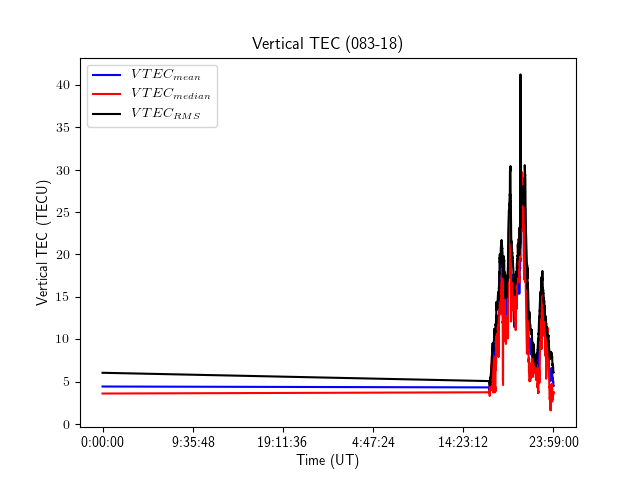 Vertical TEC (083-18)
VTEC_mean
VTEC_median
VTEC_RMS
Vertical TEC (TECU)
40
35
30
25
20
15
10
5
0
0:00:00 9:35:48 19:11:36 4:47:24 14:23:12 23:59:00
Time (UT)